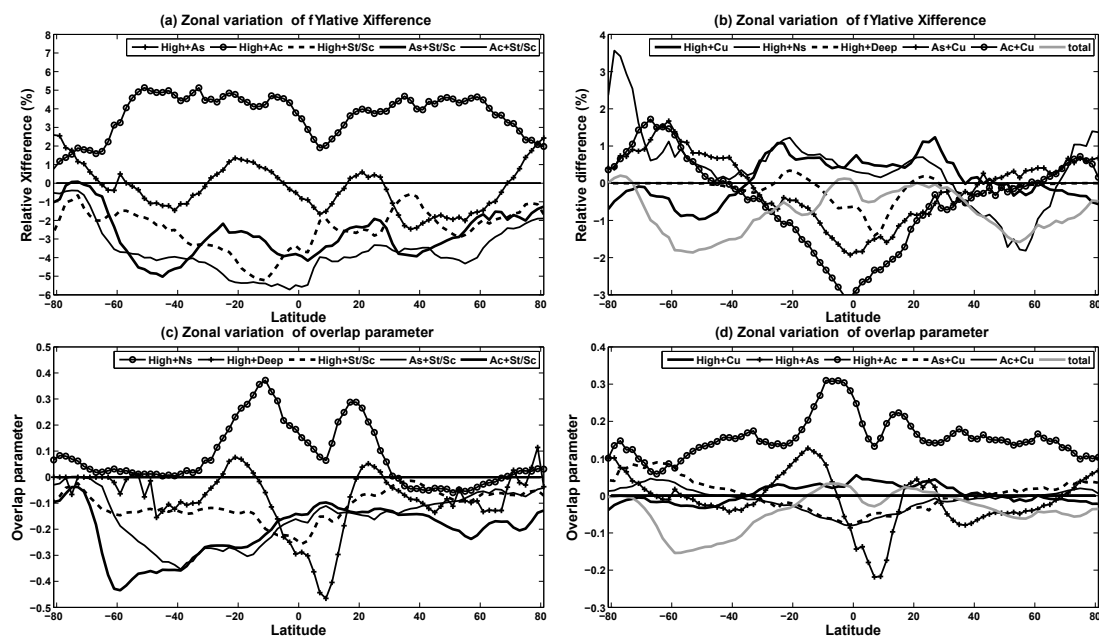 (a) Zonal variation of fYlative Xifference
8
7
6
5
4
3
2
1
0
-1
-2
-3
-4
-5
-6
Relative Xifference (%)
High+As High+Ac High+St/Sc As+St/Sc Ac+St/Sc
-80 -60 -40 -20 0 20 40 60 80
Latitude
(b) Zonal variation of fYlative Xifference
4
3
2
1
0
-1
-2
-3
Relative difference (%)
High+Cu High+Ns High+Deep As+Cu Ac+Cu total
-80 -60 -40 -20 0 20 40 60 80
Latitude
(c) Zonal variation of overlap parameter
0.5
0.4
0.3
0.2
0.1
0
-0.1
-0.2
-0.3
-0.4
-0.5
Overlap parameter
High+Ns High+Deep High+St/Sc As+St/Sc Ac+St/Sc
-80 -60 -40 -20 0 20 40 60 80
Latitude
(d) Zonal variation of overlap parameter
0.4
0.3
0.2
0.1
0
-0.1
-0.2
-0.3
Overlap parameter
High+Cu High+As High+Ac As+Cu Ac+Cu total
-80 -60 -40 -20 0 20 40 60 80
Latitude